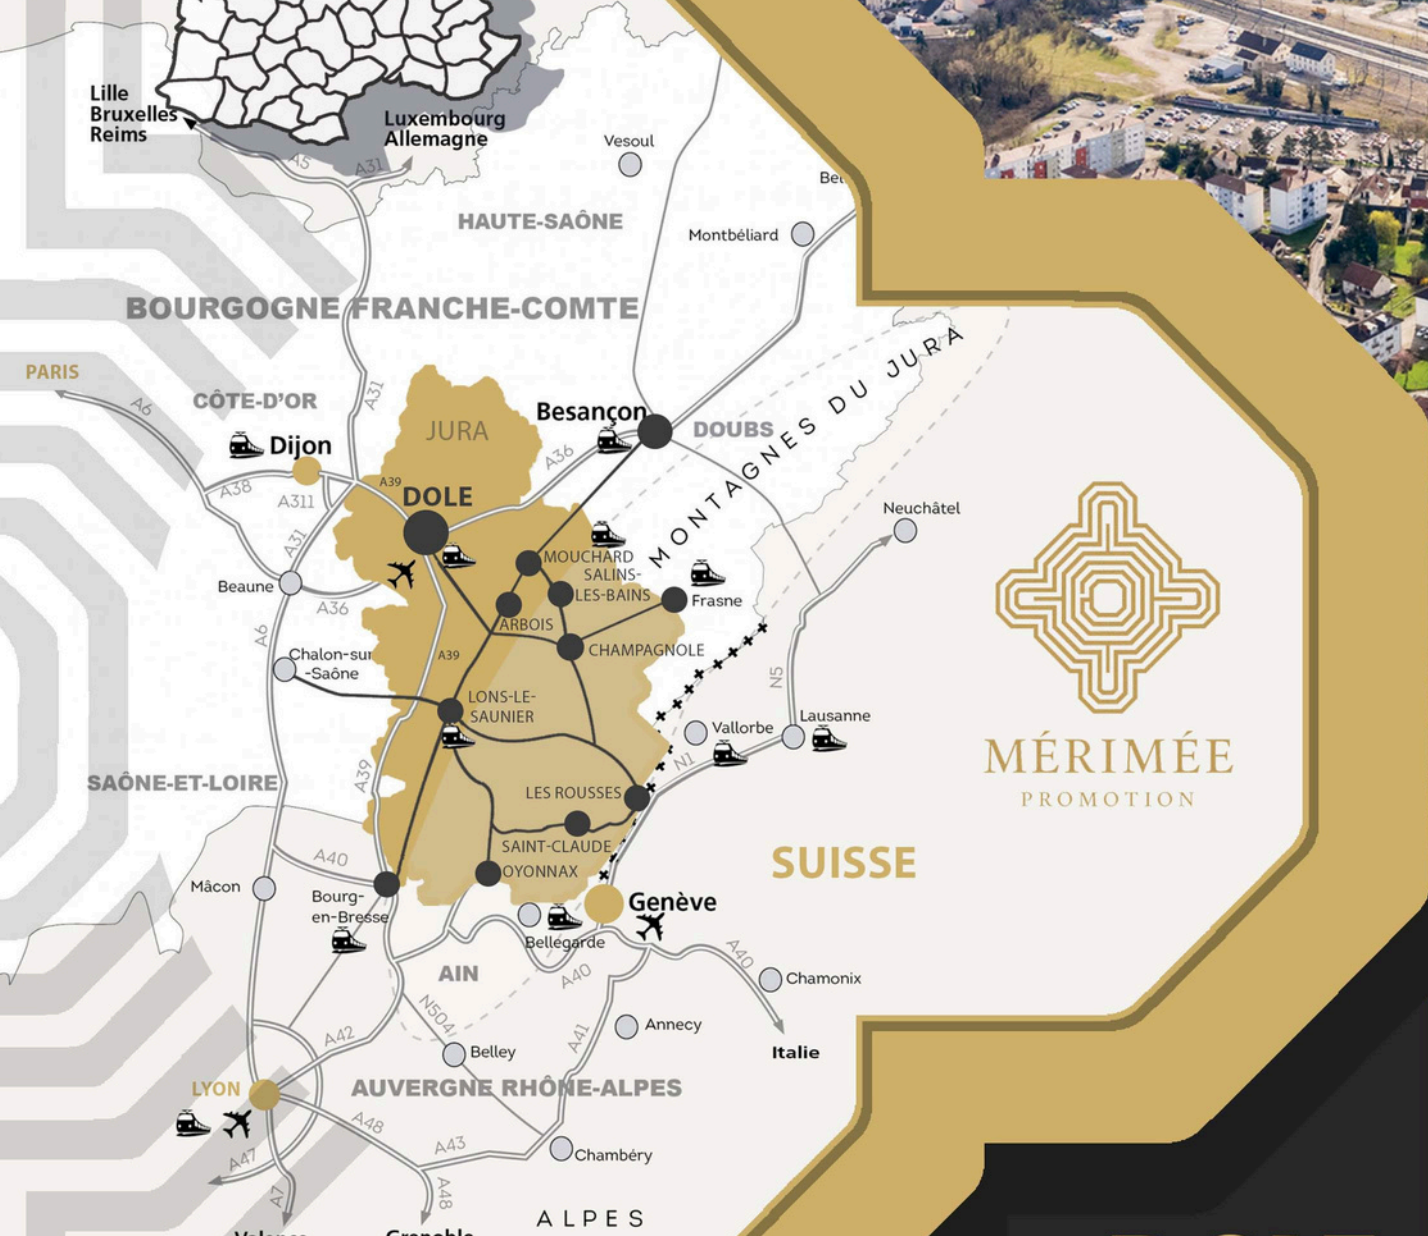 Lille
Bruxelles
Reims
Luxembourg
Allemagne
A5
A31
Vesoul
HAUTE-SAÔNE
Montbéliard
BOURGOGNE FRANCHE-COMTE
MONTAGNES DU JURA
PARIS
A6
CÔTE-D'OR
A31
Besançon
JURA
DOUBS
Dijon
A36
A38
A39
DOLE
A311
Neuchâtel
A31
MOUCHARD
SALINS-
LES-BAINS
Beaune
A36
Frasne
ARBOIS
A6
CHAMPAGNOLE
A39
Chalon-sur
-Saône
N5
LONS-LE-
SAUNIER
Vallorbe
Lausanne
MÉRIMÉE
PROMOTION
N1
SAÔNE-ET-LOIRE
A39
LES ROUSSES
SAINT-CLAUDE
SUISSE
A40
OYONNAX
Mâcon
Bourg-
en-Bresse
Genève
Bellegarde
AIN
A40
A40
Chamonix
N504
A42
A41
Annecy
Italie
Belley
LYON
AUVERGNE RHÔNE-ALPES
A48
A43
A47
Chambéry
A7
A48
ALPES